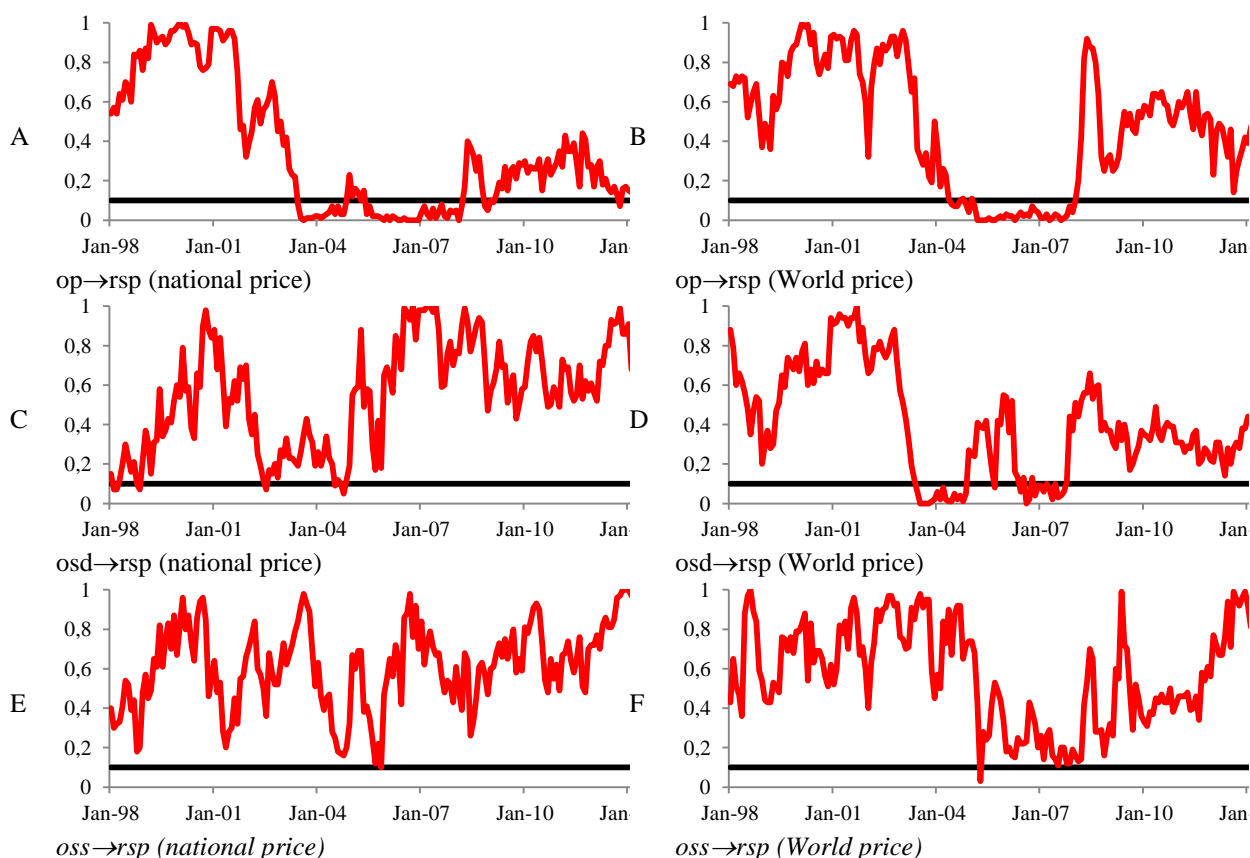 1
0,8
0,6
0,4
0,2
0
A
Jan-98 Jan-01 Jan-04 Jan-07 Jan-10 Jan-
op→rsp (national price)
1
0,8
0,6
0,4
0,2
0
B
Jan-98 Jan-01 Jan-04 Jan-07 Jan-10 Jan-
op→rsp (World price)
1
0,8
0,6
0,4
0,2
0
C
Jan-98 Jan-01 Jan-04 Jan-07 Jan-10 Jan-
osd→rsp (national price)
1
0,8
0,6
0,4
0,2
0
D
Jan-98 Jan-01 Jan-04 Jan-07 Jan-10 Jan-
osd→rsp (World price)
1
0,8
0,6
0,4
0,2
0
E
Jan-98 Jan-01 Jan-04 Jan-07 Jan-10 Jan-
oss→rsp (national price)
1
0,8
0,6
0,4
0,2
0
F
Jan-98 Jan-01 Jan-04 Jan-07 Jan-10 Jan-
oss→rsp (World price)